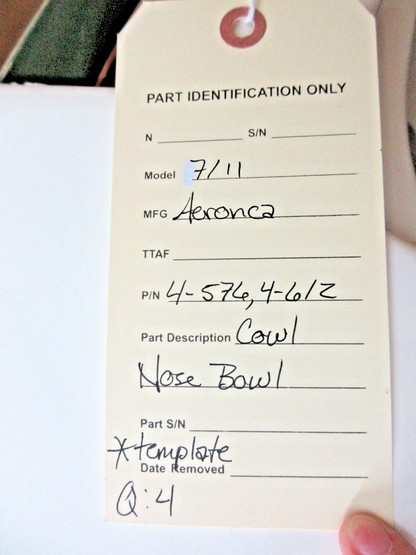 PART IDENTIFICATION ONLY
N S/N
Model 7/11
MFG Aeronca
TTAF
P/N 4-576, 4-612
Part Description Cowl
Nose Bowl
Part S/N
*template
Date Removed
Q:4